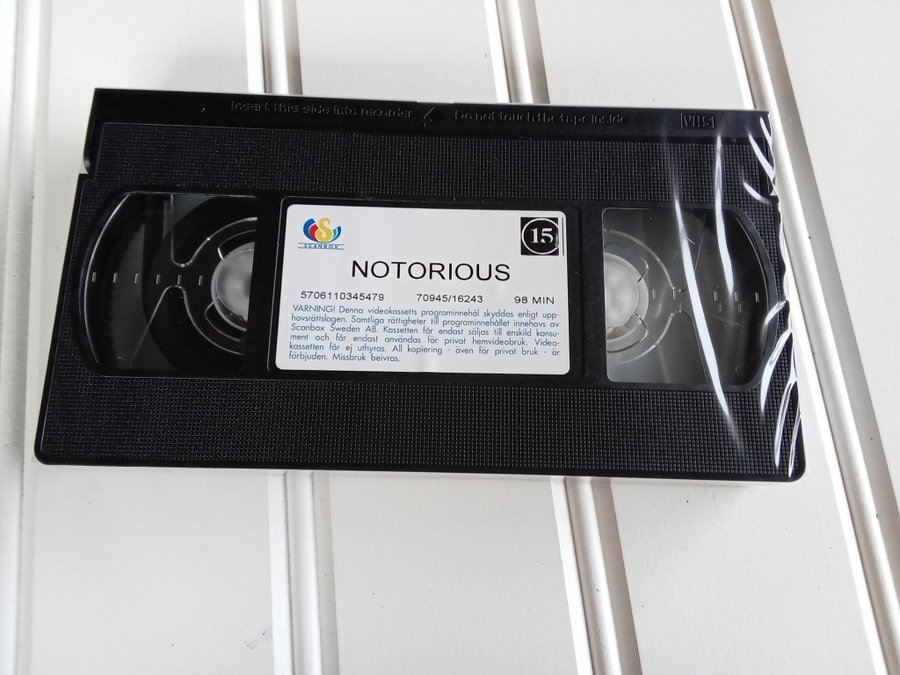 Insert this side into recorder / Do not touch the tape inside VHS
S
SCANBOX
15
NOTORIOUS
5706110345479 70945/16243 98 MIN
VARNING! Denna videokassetts programinnehål skyddas enligt upp-
hovsrättslagen. Samtliga rättigheter till programinnehållet innehavs av
Scanbox Sweden AB. Kassetten får endast säljas till enskild konsu-
ment och får endast användas för privat hemvideobruk. Video-
kassetten får ej uthyras. All kopiering - även för privat bruk - är
förbjuden. Missbruk beivras.